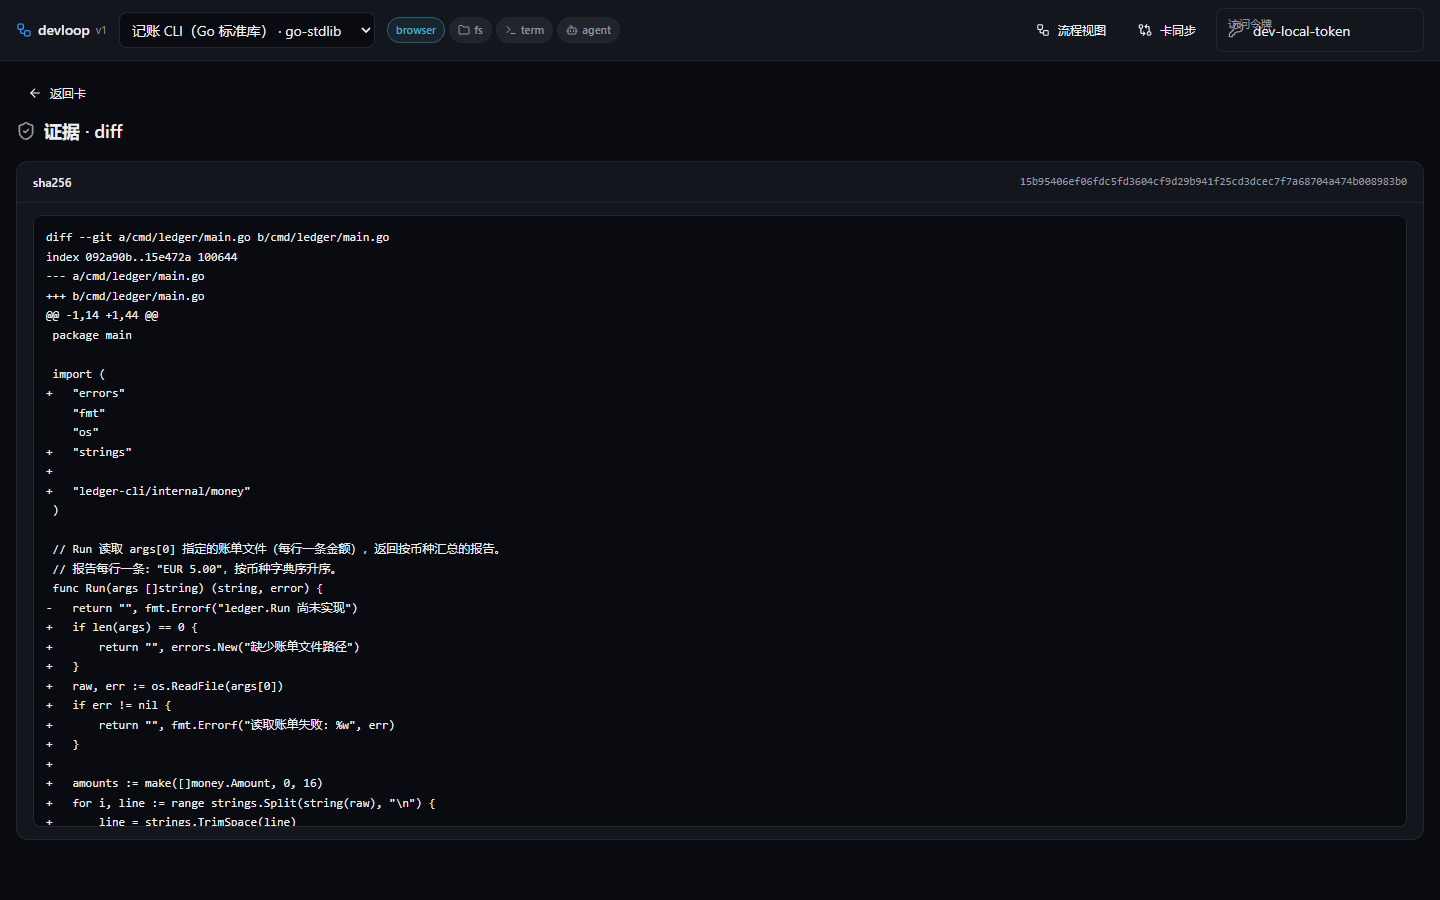 devloop v1
记账 CLI（Go 标准库） · go-stdlib
browser
fs
term
agent
流程视图
卡同步
访问令牌
dev-local-token
返回卡
证据 · diff
sha256
15b95406ef06fdc5fd3604cf9d29b941f25cd3dcec7f7a68704a474b008983b0
diff --git a/cmd/ledger/main.go b/cmd/ledger/main.go
index 092a90b..15e472a 100644
--- a/cmd/ledger/main.go
+++ b/cmd/ledger/main.go
@@ -1,14 +1,44 @@
 package main

 import (
+	"errors"
 	"fmt"
 	"os"
+	"strings"
+
+	"ledger-cli/internal/money"
 )

 // Run 读取 args[0] 指定的账单文件（每行一条金额），返回按币种汇总的报告。
 // 报告每行一条："EUR 5.00"，按币种字典序升序。
 func Run(args []string) (string, error) {
-	return "", fmt.Errorf("ledger.Run 尚未实现")
+	if len(args) == 0 {
+		return "", errors.New("缺少账单文件路径")
+	}
+	raw, err := os.ReadFile(args[0])
+	if err != nil {
+		return "", fmt.Errorf("读取账单失败: %w", err)
+	}
+
+	amounts := make([]money.Amount, 0, 16)
+	for i, line := range strings.Split(string(raw), "\n") {
+		line = strings.TrimSpace(line)